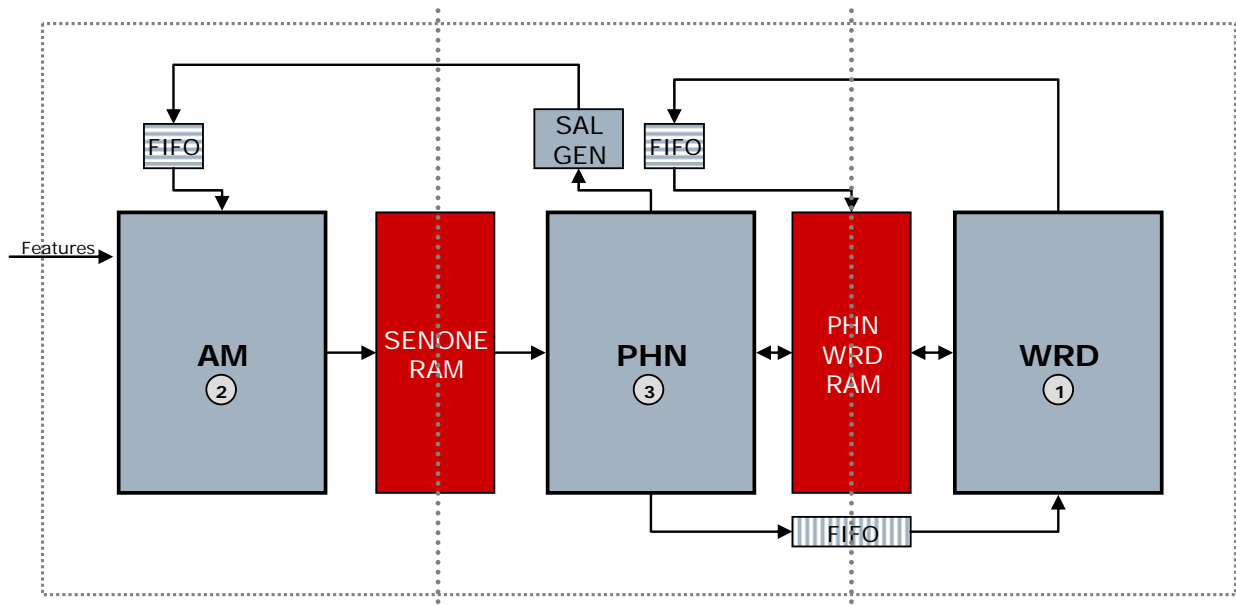 SAL
GEN
FIFO
FIFO
Features
AM
2
SENONE
RAM
PHN
3
PHN
WRD
RAM
WRD
1
FIFO